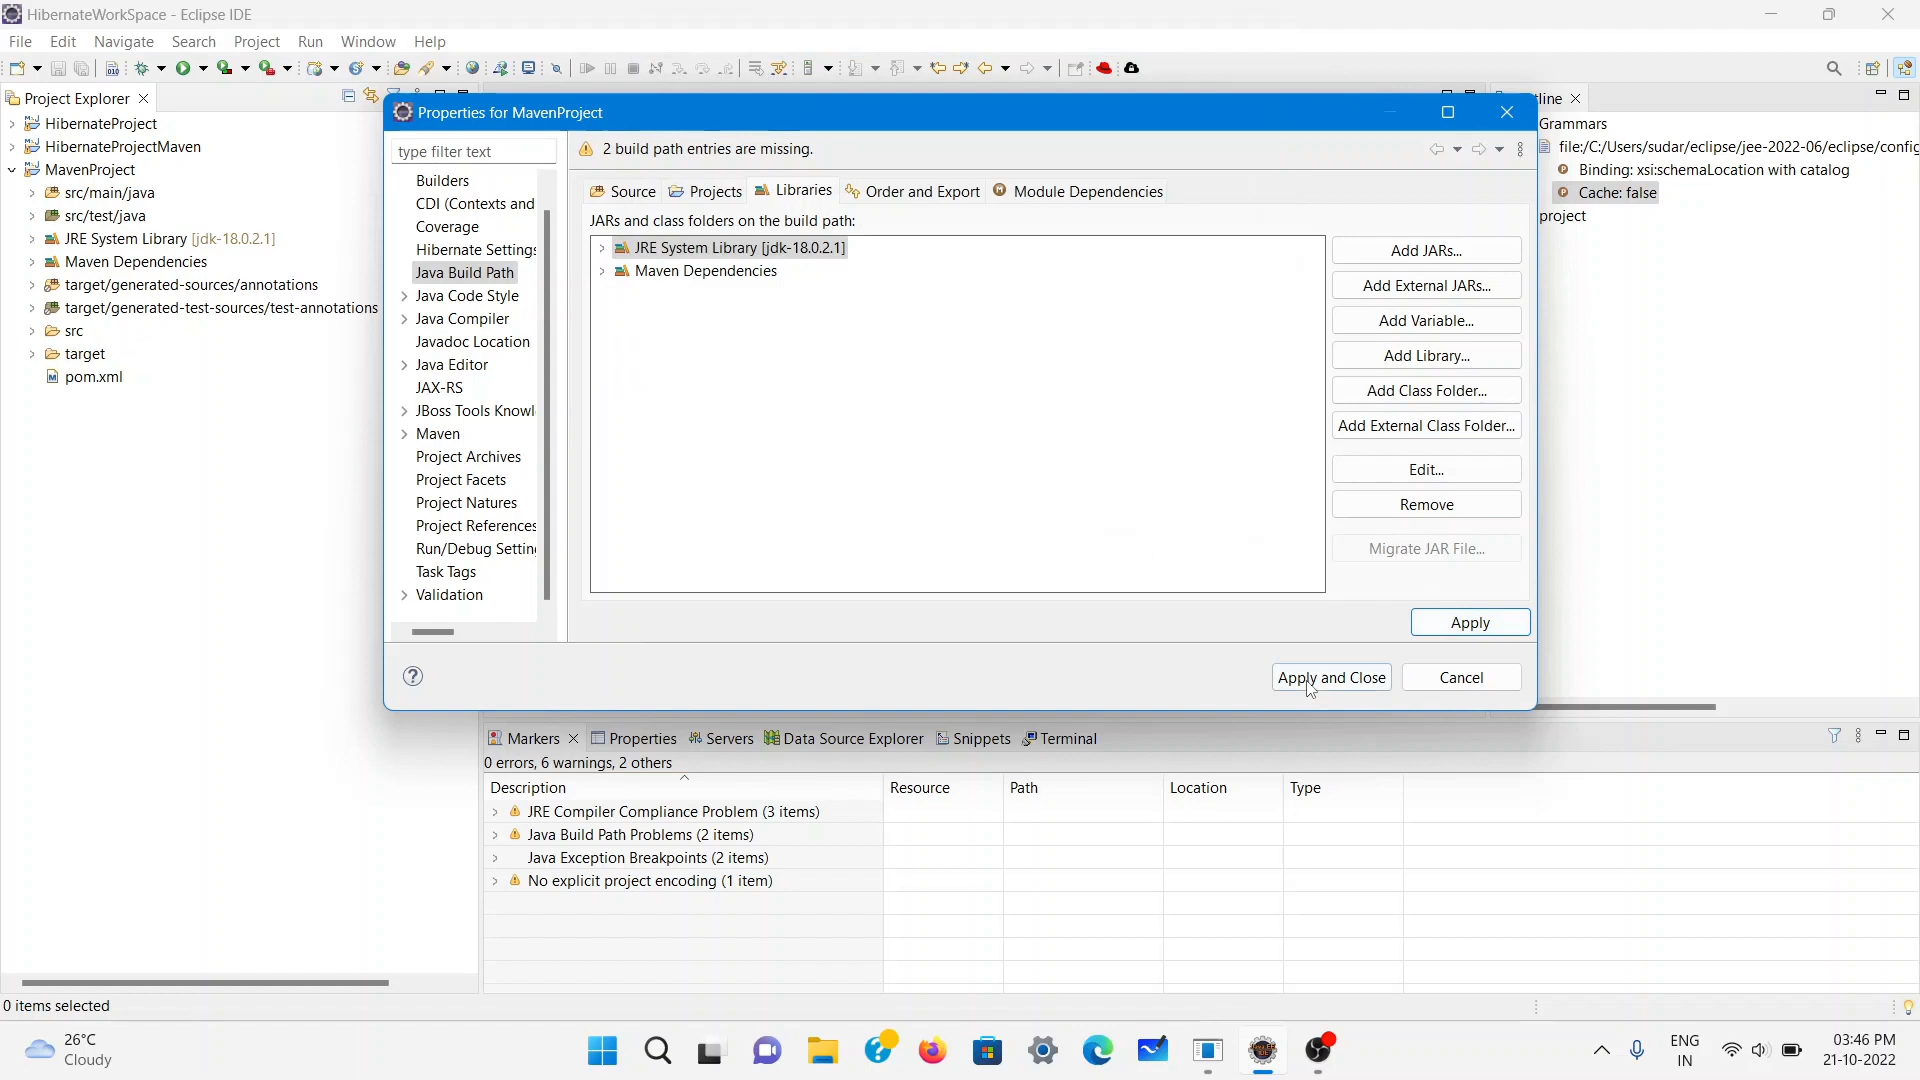 HibernateWorkSpace - Eclipse IDE
File Edit Navigate Search Project Run Window Help
Project Explorer
HibernateProject
HibernateProjectMaven
MavenProject
src/main/java
src/test/java
JRE System Library [jdk-18.0.2.1]
Maven Dependencies
target/generated-sources/annotations
target/generated-test-sources/test-annotations
src
target
pom.xml
Properties for MavenProject
type filter text
Builders
CDI (Contexts and
Coverage
Hibernate Settings
Java Build Path
Java Code Style
Java Compiler
Javadoc Location
Java Editor
JAX-RS
JBoss Tools Knowl
Maven
Project Archives
Project Facets
Project Natures
Project References
Run/Debug Settin
Task Tags
Validation
2 build path entries are missing.
Source Projects Libraries Order and Export Module Dependencies
JARs and class folders on the build path:
JRE System Library [jdk-18.0.2.1]
Maven Dependencies
Add JARs...
Add External JARs...
Add Variable...
Add Library...
Add Class Folder...
Add External Class Folder...
Edit...
Remove
Migrate JAR File...
Apply
Apply and Close Cancel
tline
Grammars
file:/C:/Users/sudar/eclipse/jee-2022-06/eclipse/config
Binding: xsi:schemaLocation with catalog
Cache: false
project
Markers Properties Servers Data Source Explorer Snippets Terminal
0 errors, 6 warnings, 2 others
Description Resource Path Location Type
JRE Compiler Compliance Problem (3 items)
Java Build Path Problems (2 items)
Java Exception Breakpoints (2 items)
No explicit project encoding (1 item)
0 items selected
26°C
Cloudy
ENG
IN
03:46 PM
21-10-2022